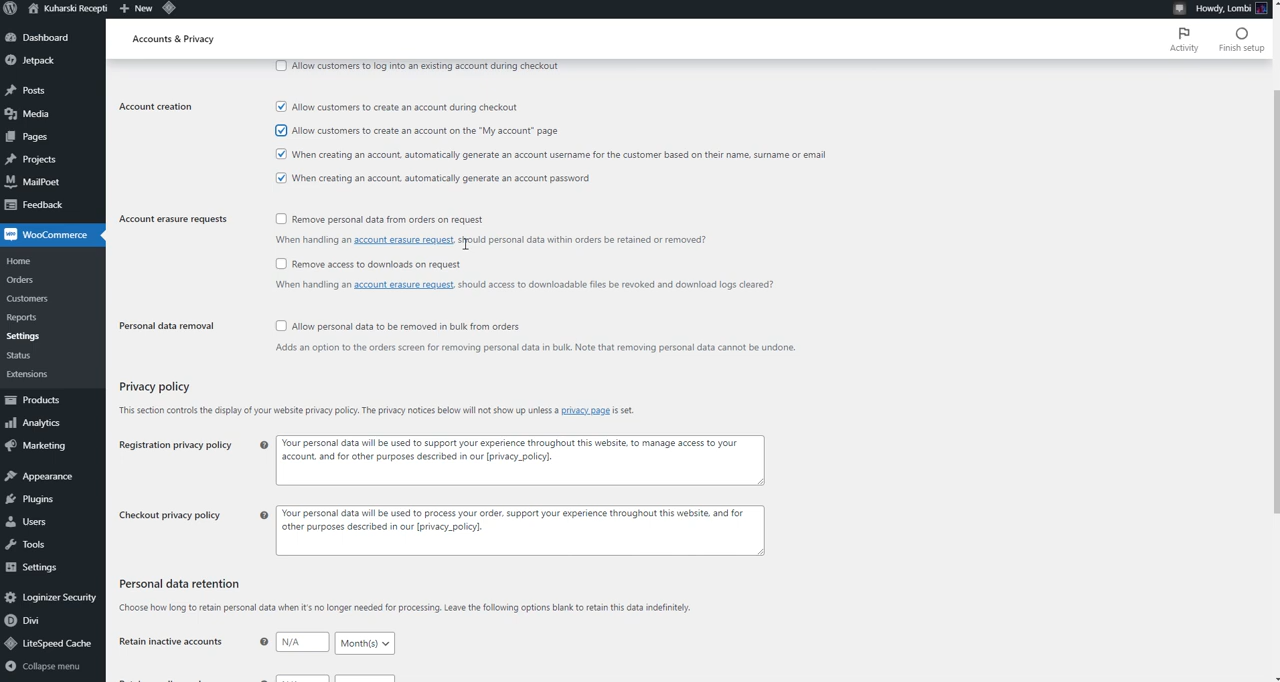 Kuharski Recepti
New
Howdy, Lombi
Dashboard
Jetpack
Posts
Media
Pages
Projects
MailPoet
Feedback
WooCommerce
Home
Orders
Customers
Reports
Settings
Status
Extensions
Products
Analytics
Marketing
Appearance
Plugins
Users
Tools
Settings
Loginizer Security
Divi
LiteSpeed Cache
Collapse menu
Accounts & Privacy
Activity
Finish setup
Allow customers to log into an existing account during checkout
Account creation
Allow customers to create an account during checkout
Allow customers to create an account on the "My account" page
When creating an account, automatically generate an account username for the customer based on their name, surname or email
When creating an account, automatically generate an account password
Account erasure requests
Remove personal data from orders on request
When handling an account erasure request, should personal data within orders be retained or removed?
Remove access to downloads on request
When handling an account erasure request, should access to downloadable files be revoked and download logs cleared?
Personal data removal
Allow personal data to be removed in bulk from orders
Adds an option to the orders screen for removing personal data in bulk. Note that removing personal data cannot be undone.
Privacy policy
This section controls the display of your website privacy policy. The privacy notices below will not show up unless a privacy page is set.
Registration privacy policy
Your personal data will be used to support your experience throughout this website, to manage access to your
account, and for other purposes described in our [privacy_policy].
Checkout privacy policy
Your personal data will be used to process your order, support your experience throughout this website, and for
other purposes described in our [privacy_policy].
Personal data retention
Choose how long to retain personal data when it's no longer needed for processing. Leave the following options blank to retain this data indefinitely.
Retain inactive accounts
N/A
Month(s)